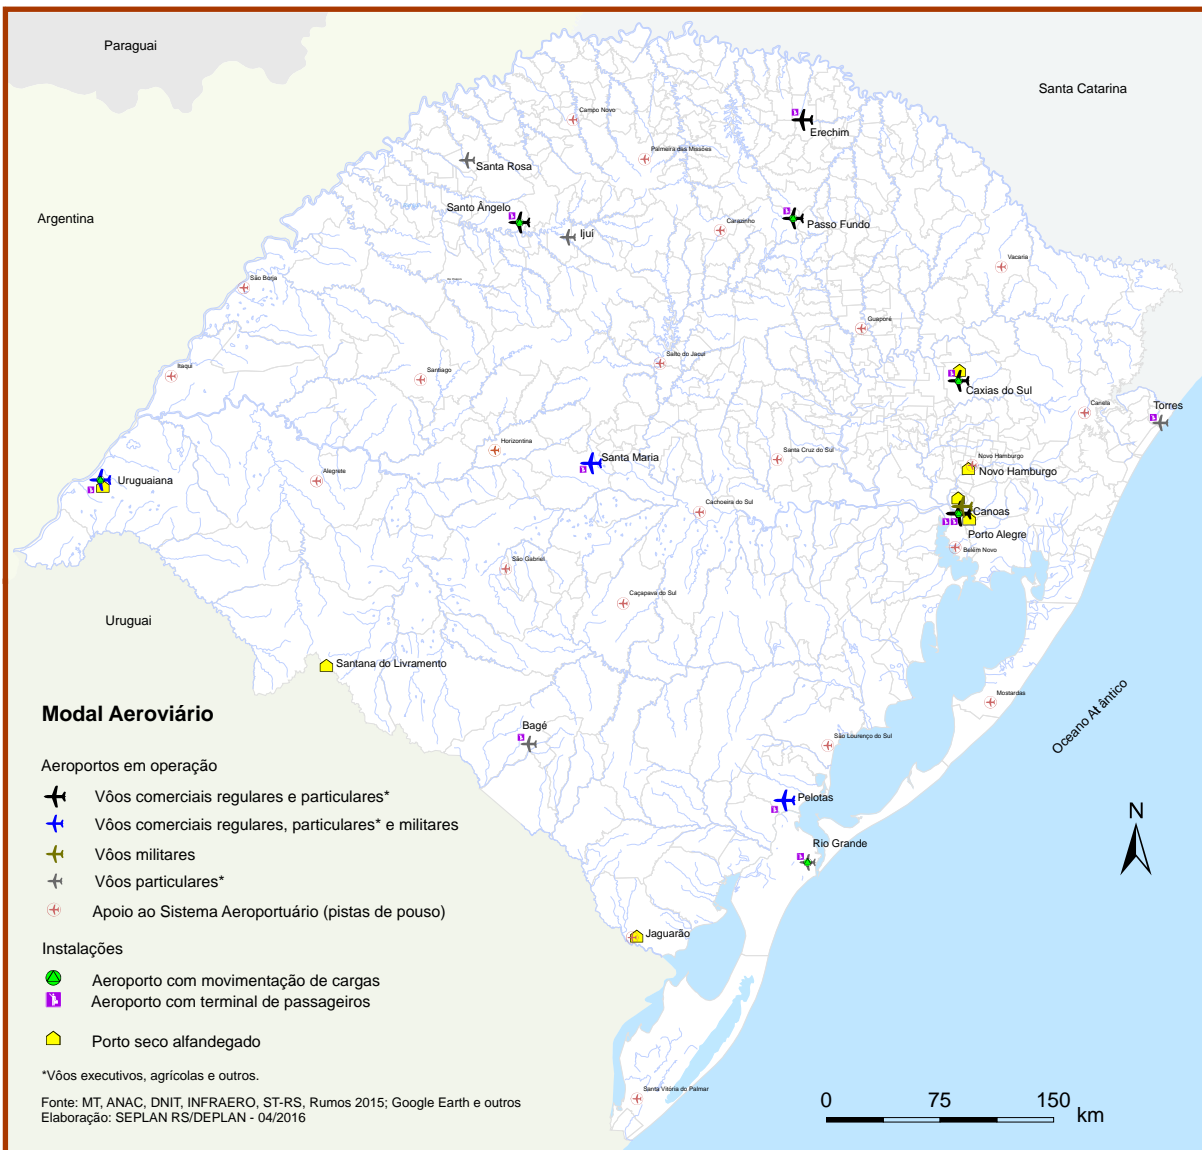 Paraguai
Santa Catarina
Campo Novo
Erechim
Palmeira das Missões
Santa Rosa
Santo Ângelo
Argentina
Carazinho
Passo Fundo
Ijuí
Vacaria
São Borja
Guaporé
Salto do Jacuí
Itaqui
Santiago
Caxias do Sul
Canela
Torres
Horizontina
Santa Maria
Santa Cruz do Sul
Novo Hamburgo
Novo Hamburgo
Alegrete
Uruguaiana
Cachoeira do Sul
Canoas
Porto Alegre
Belém Novo
São Gabriel
Caçapava do Sul
Uruguai
Santana do Livramento
Mostardas
Oceano At ântico
Bagé
São Lourenço do Sul
Pelotas
Rio Grande
Jaguarão
Santa Vitória do Palmar
Modal Aeroviário
Aeroportos em operação
Vôos comerciais regulares e particulares*
Vôos comerciais regulares, particulares* e militares
Vôos militares
Vôos particulares*
Apoio ao Sistema Aeroportuário (pistas de pouso)
Instalações
Aeroporto com movimentação de cargas
Aeroporto com terminal de passageiros
Porto seco alfandegado
*Vôos executivos, agrícolas e outros.
Fonte: MT, ANAC, DNIT, INFRAERO, ST-RS, Rumos 2015; Google Earth e outros
Elaboração: SEPLAN RS/DEPLAN - 04/2016
N
0 75 150
km